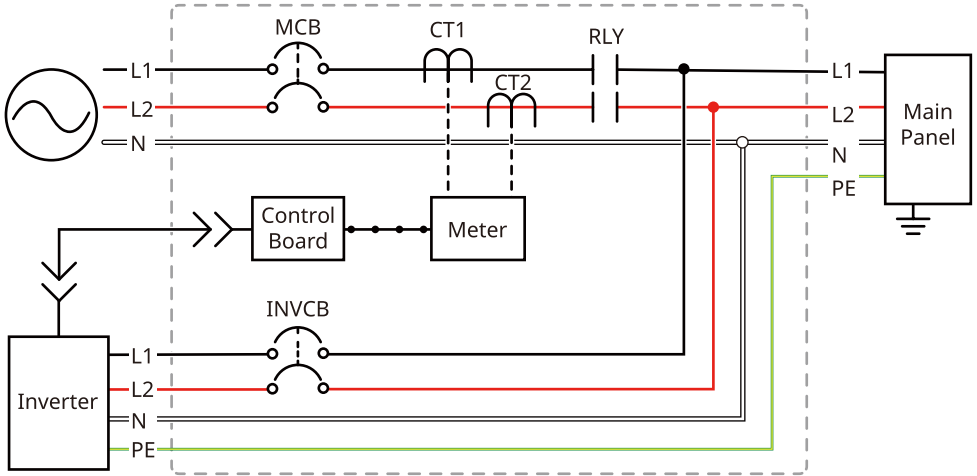 MCB
CT1
RLY
L1
L1
CT2
L2
L2
Main
Panel
N
N
PE
Control
Board
Meter
INVCB
L1
L2
Inverter
N
PE